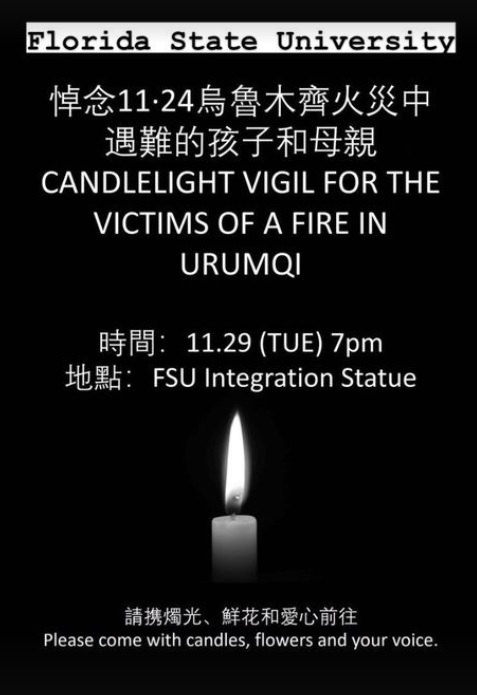 Florida State University
悼念11·24烏魯木齊火災中
遇難的孩子和母親
CANDLELIGHT VIGIL FOR THE
VICTIMS OF A FIRE IN
URUMQI
時間：11.29 (TUE) 7pm
地點：FSU Integration Statue
請携燭光、鮮花和愛心前往
Please come with candles, flowers and your voice.